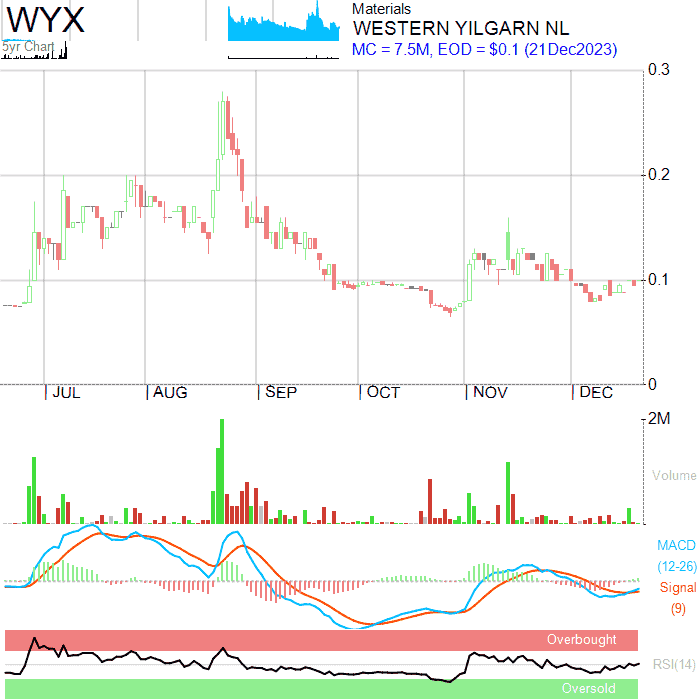 WYX
5yr Chart
Materials
WESTERN YILGARN NL
MC = 7.5M, EOD = $0.1 (21Dec2023)
0.3
0.2
0.1
0
JUL AUG SEP OCT NOV DEC
2M
Volume
MACD
(12-26)
Signal
(9)
Overbought
RSI(14)
Oversold